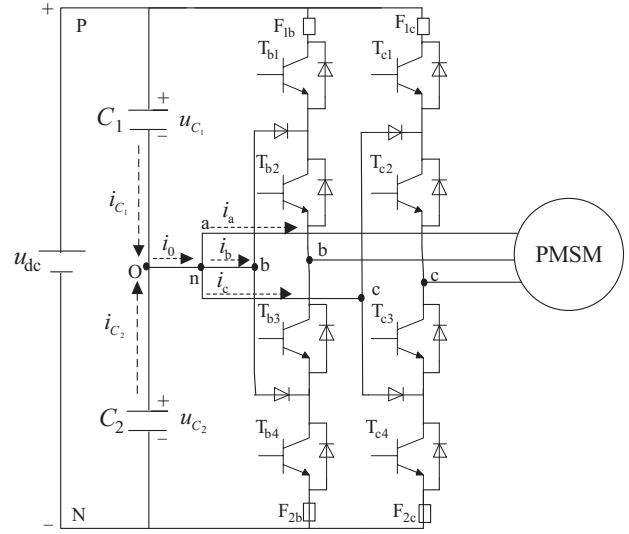 + P F1b F1c
Tb1 Tc1
C1 + − uC1
Tb2 Tc2
iC1
a ia
i0 ib b b
udc O n PMSM
ic c c
iC2 Tb3 Tc3
C2 + − uC2
Tb4 Tc4
− N F2b F2c